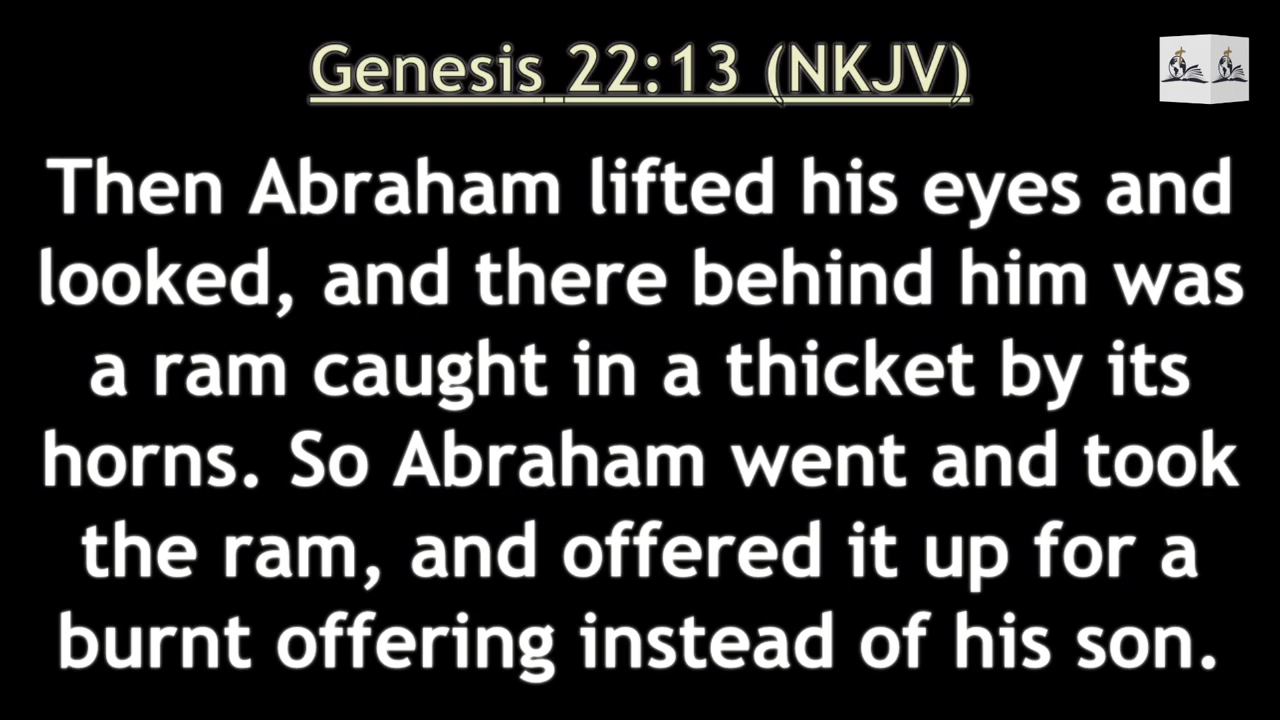 Genesis 22:13 (NKJV)
Then Abraham lifted his eyes and
looked, and there behind him was
a ram caught in a thicket by its
horns. So Abraham went and took
the ram, and offered it up for a
burnt offering instead of his son.